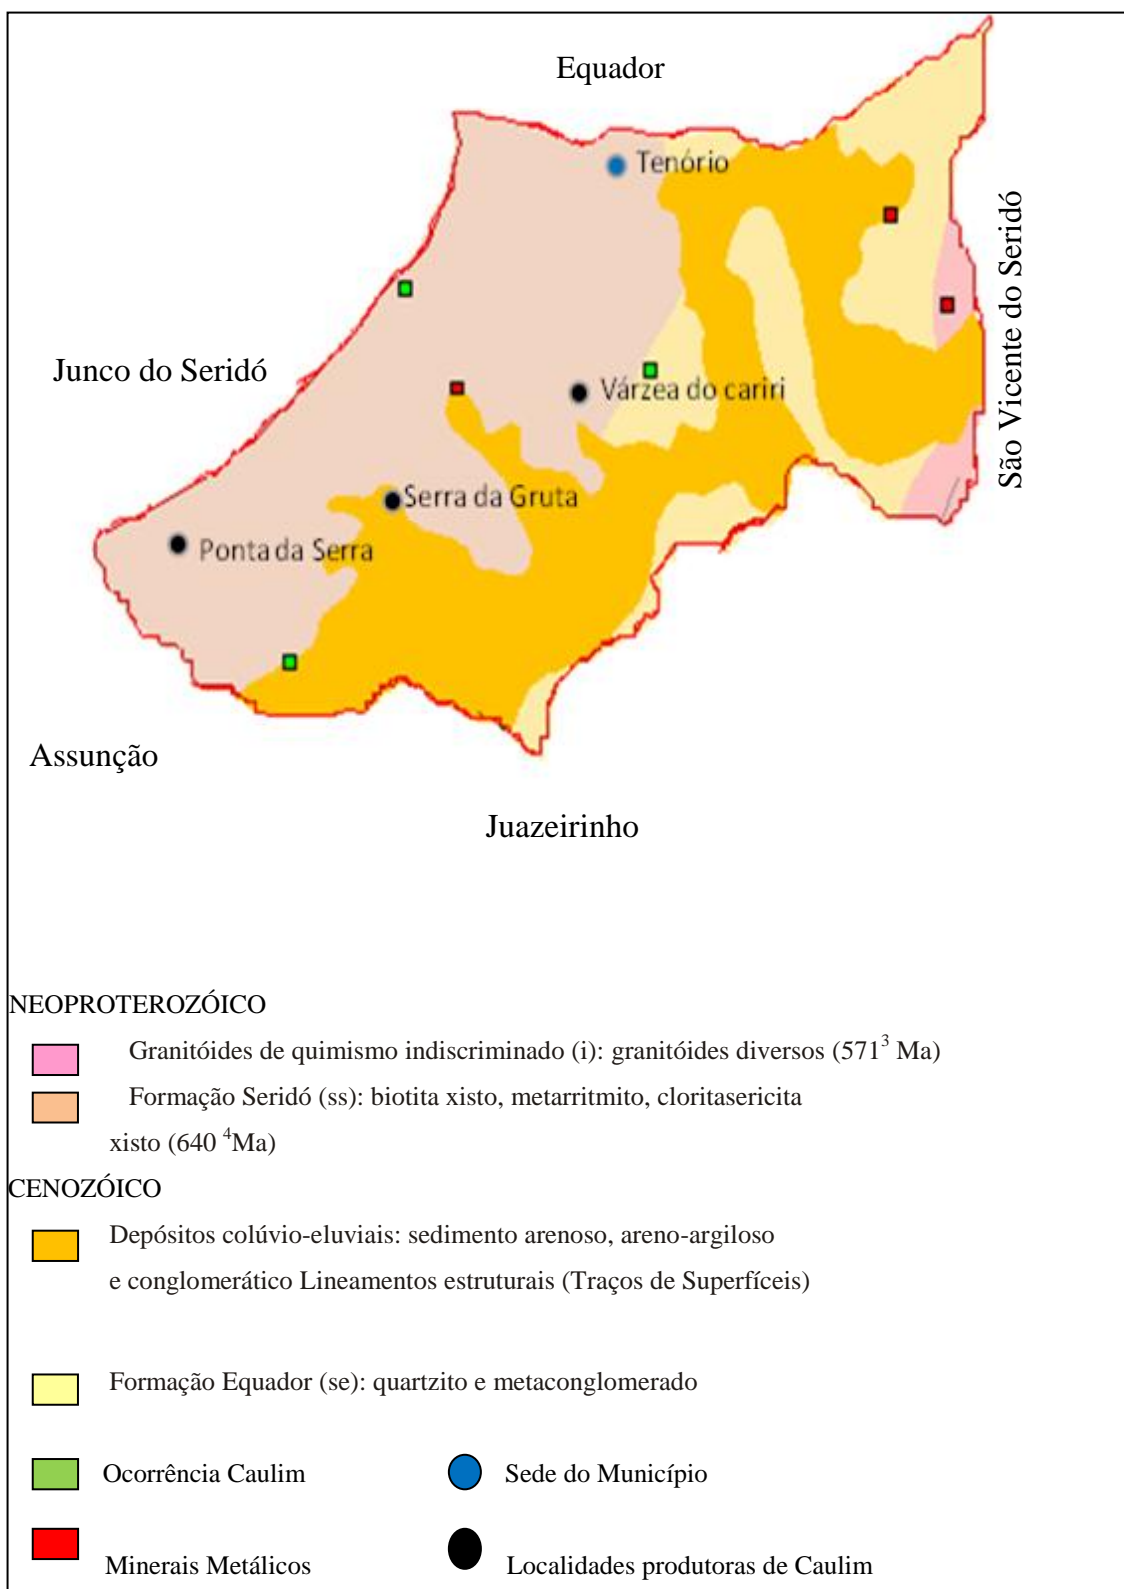 Equador
Tenório
São Vicente do Seridó
Junco do Seridó
Várzea do cariri
Serra da Gruta
Ponta da Serra
Assunção
Juazeirinho
NEOPROTEROZÓICO
Granitóides de quimismo indiscriminado (i): granitóides diversos (571³ Ma)
Formação Seridó (ss): biotita xisto, metarritmito, cloritasericita
xisto (640 ⁴Ma)
CENOZÓICO
Depósitos colúvio-eluviais: sedimento arenoso, areno-argiloso
e conglomerático Lineamentos estruturais (Traços de Superfíceis)
Formação Equador (se): quartzito e metaconglomerado
Ocorrência Caulim
Sede do Município
Minerais Metálicos
Localidades produtoras de Caulim